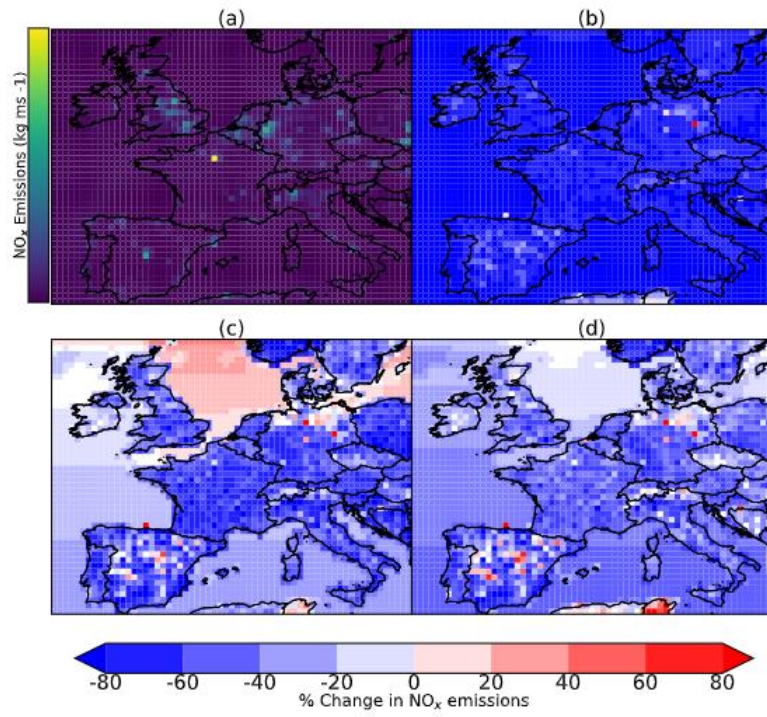 (a)
(b)
NOx Emissions (kg ms -1)
(c)
(d)
-80 -60 -40 -20 0 20 40 60 80
% Change in NOx emissions